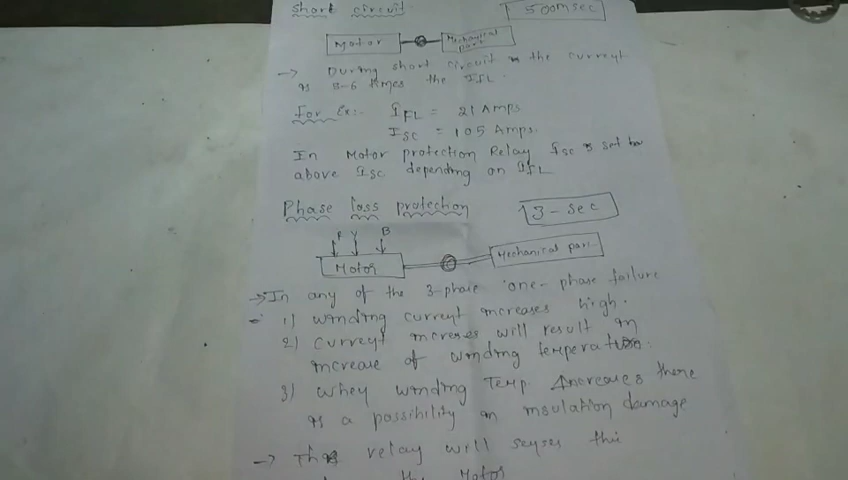 Short circuit
500msec
Motor
Mechanical part
→ During short circuit the current
is 5-6 times the IFL.
For Ex:- IFL = 21 Amps
ISC = 105 Amps.
In Motor protection Relay ISC is set
above ISC depending on IFL
Phase loss protection
3-sec
R Y B
Motor
Mechanical part
→ In any of the 3-phase one-phase failure
1) winding current increases high.
2) current increses will result in
increase of winding temperature.
3) when winding Temp. Increases there
is a possibility in insulation damage
→ This relay will senses this
the Motor